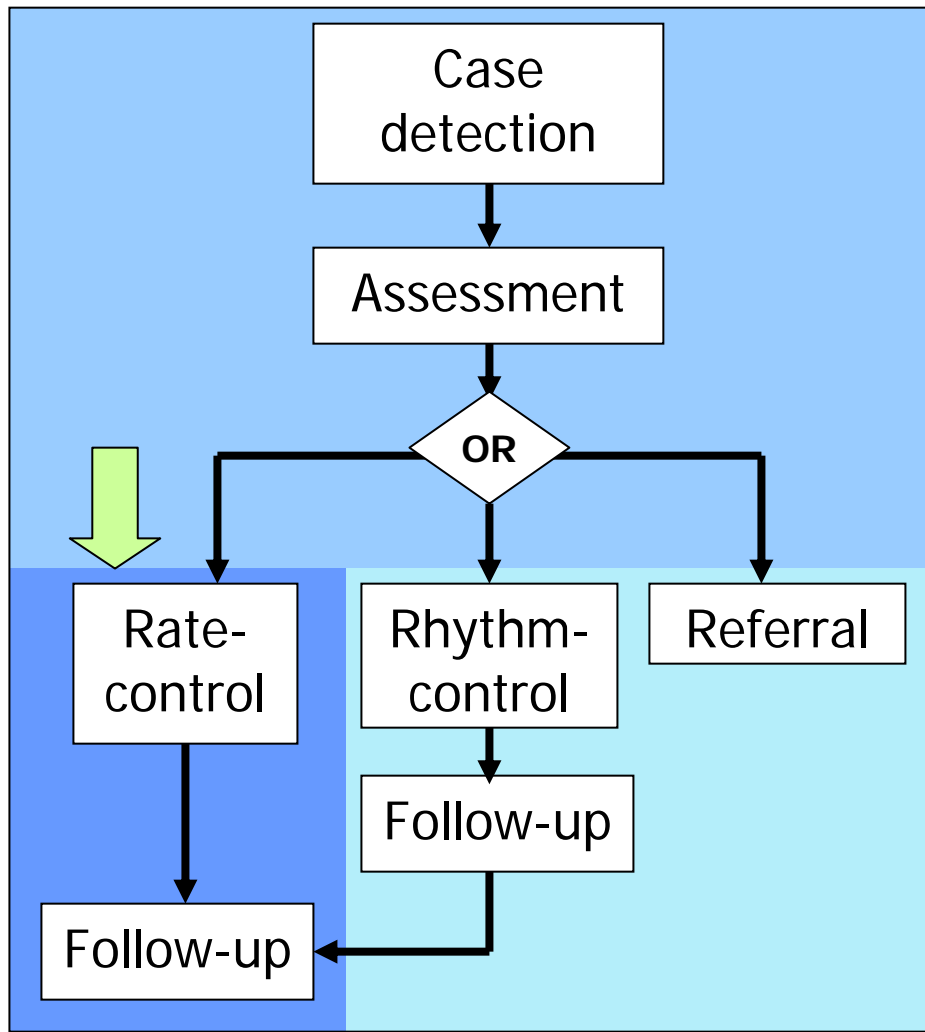 Case
detection
Assessment
OR
Rate-
control
Rhythm-
control
Referral
Follow-up
Follow-up